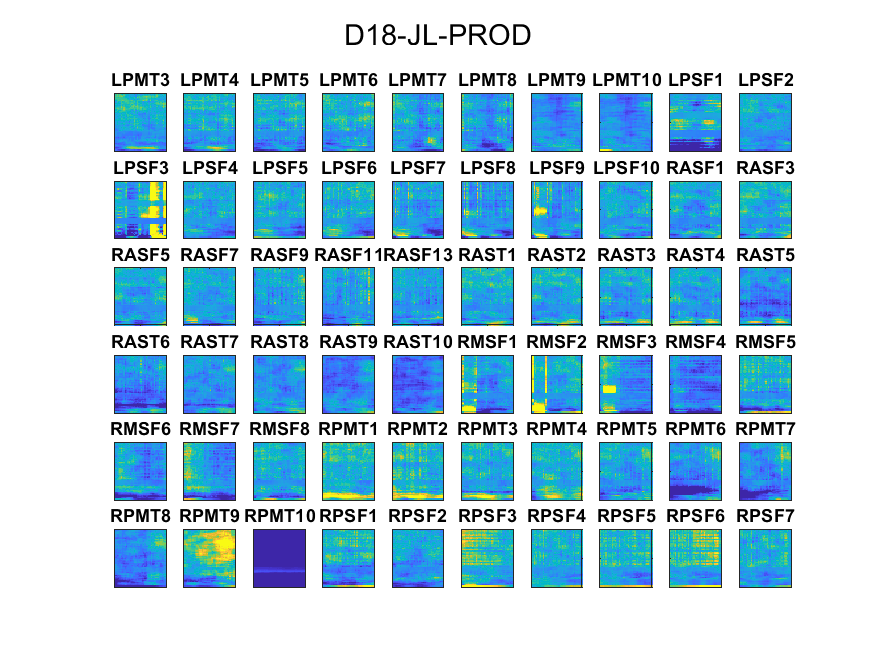 D18-JL-PROD
LPMT3 LPMT4 LPMT5 LPMT6 LPMT7 LPMT8 LPMT9 LPMT10 LPSF1 LPSF2
LPSF3 LPSF4 LPSF5 LPSF6 LPSF7 LPSF8 LPSF9 LPSF10 RASF1 RASF3
RASF5 RASF7 RASF9 RASF11 RASF13 RAST1 RAST2 RAST3 RAST4 RAST5
RAST6 RAST7 RAST8 RAST9 RAST10 RMSF1 RMSF2 RMSF3 RMSF4 RMSF5
RMSF6 RMSF7 RMSF8 RPMT1 RPMT2 RPMT3 RPMT4 RPMT5 RPMT6 RPMT7
RPMT8 RPMT9 RPMT10 RPSF1 RPSF2 RPSF3 RPSF4 RPSF5 RPSF6 RPSF7